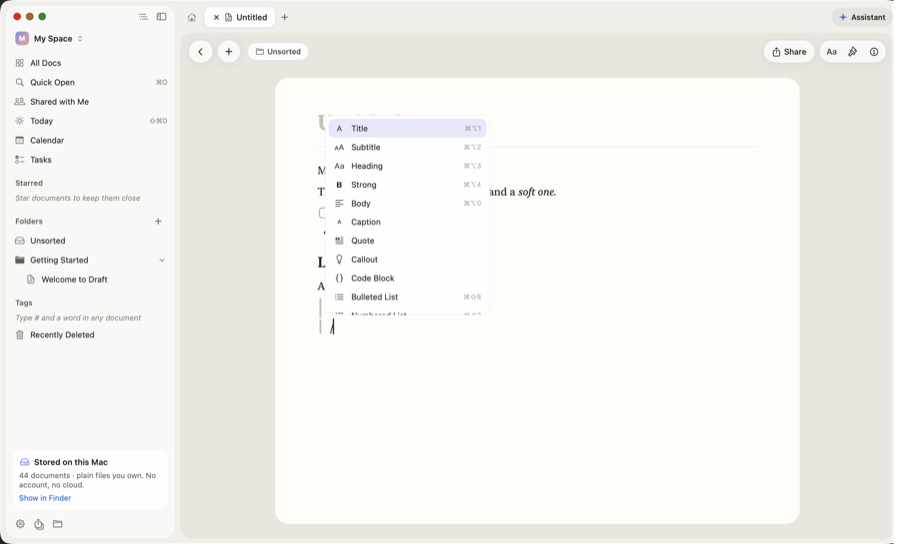 Untitled
Assistant
M My Space
All Docs
Quick Open ⌘O
Shared with Me
Today ⇧⌘D
Calendar
Tasks
Starred
Star documents to keep them close
Folders
Unsorted
Getting Started
Welcome to Draft
Tags
Type # and a word in any document
Recently Deleted
Stored on this Mac
44 documents · plain files you own. No
account, no cloud.
Show in Finder
Unsorted
Share
Aa
A Title ⌘⌥1
AA Subtitle ⌘⌥2
Aa Heading ⌘⌥3
B Strong ⌘⌥4
Body ⌘⌥0
A Caption
Quote
Callout
{} Code Block
Bulleted List ⌘⇧8
Numbered List
M
T
and a soft one.
L
A
/